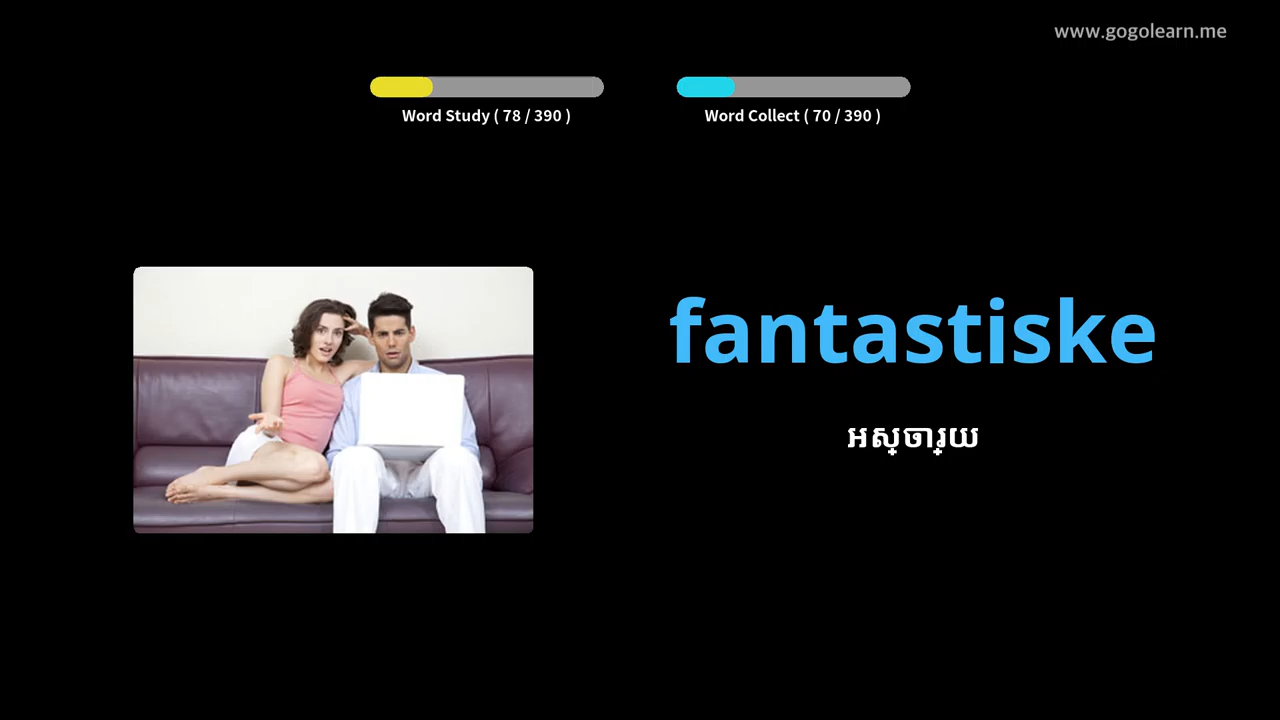 www.gogolearn.me
Word Study ( 78 / 390 )
Word Collect ( 70 / 390 )
fantastiske
អស្ចារ្យ